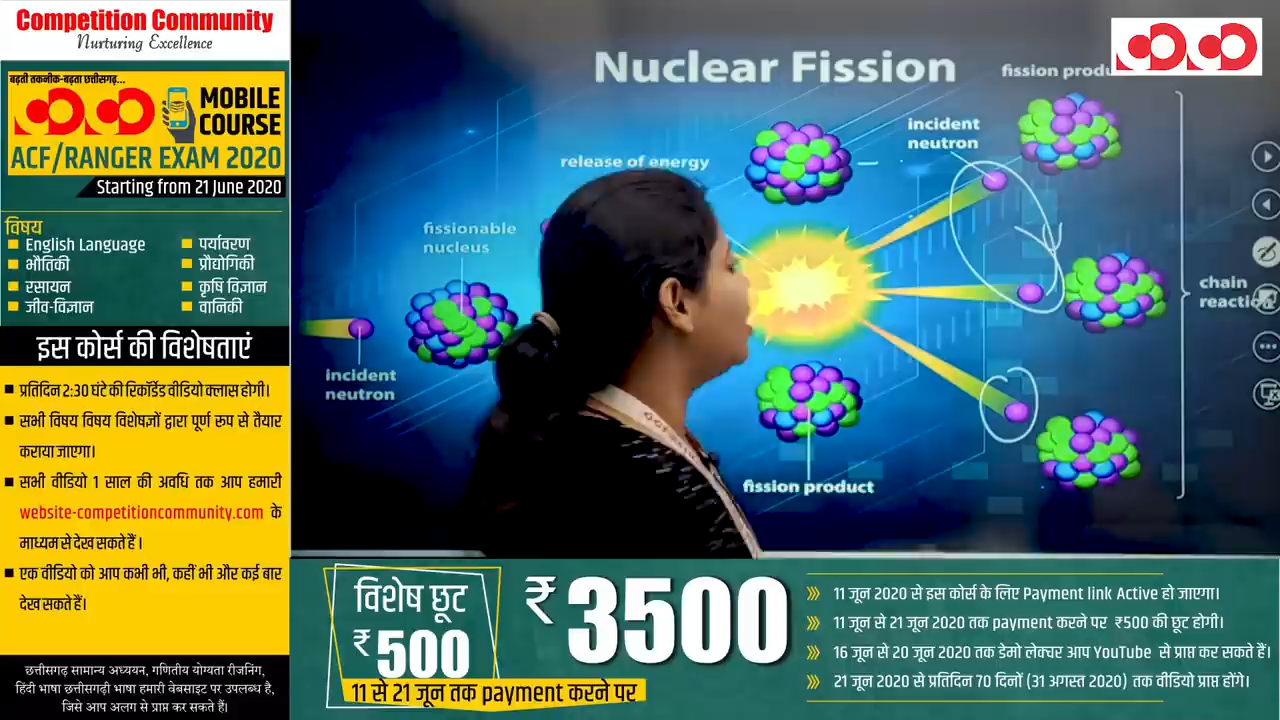 Competition Community
Nurturing Excellence
बढ़ती तकनीक-बढ़ता छत्तीसगढ़...
MOBILE
COURSE
ACF/RANGER EXAM 2020
Starting from 21 June 2020
विषय
English Language
भौतिकी
रसायन
जीव-विज्ञान
पर्यावरण
प्रौद्योगिकी
कृषि विज्ञान
वानिकी
इस कोर्स की विशेषताएं
प्रतिदिन 2:30 घंटे की रिकॉर्डेड वीडियो क्लास होगी।
सभी विषय विषय विशेषज्ञों द्वारा पूर्ण रूप से तैयार
कराया जाएगा।
सभी वीडियो 1 साल की अवधि तक आप हमारी
website-competitioncommunity.com के
माध्यम से देख सकते हैं ।
एक वीडियो को आप कभी भी, कहीं भी और कई बार
देख सकते हैं।
छत्तीसगढ़ सामान्य अध्ययन, गणितीय योग्यता रीजनिंग,
हिंदी भाषा छत्तीसगढ़ी भाषा हमारी वेबसाइट पर उपलब्ध है,
जिसे आप अलग से प्राप्त कर सकते हैं।
Nuclear Fission
fission produ
incident
neutron
release of energy
fissionable
nucleus
chain
reaction
incident
neutron
fission product
विशेष छूट
₹500
11 से 21 जून तक payment करने पर
₹3500
11 जून 2020 से इस कोर्स के लिए Payment link Active हो जाएगा।
11 जून से 21 जून 2020 तक payment करने पर ₹500 की छूट होगी।
16 जून से 20 जून 2020 तक डेमो लेक्चर आप YouTube से प्राप्त कर सकते हैं।
21 जून 2020 से प्रतिदिन 70 दिनों (31 अगस्त 2020) तक वीडियो प्राप्त होंगे।